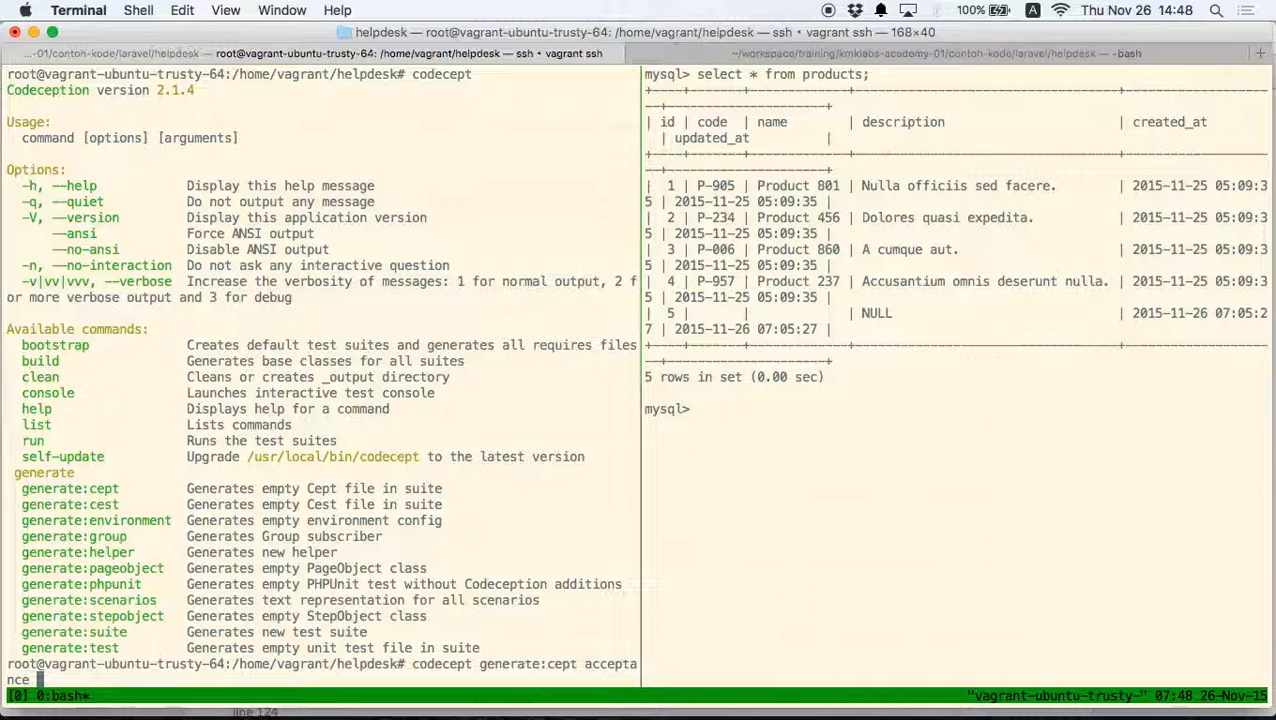 Terminal Shell Edit View Window Help 100% A Thu Nov 26 14:48
helpdesk — root@vagrant-ubuntu-trusty-64: /home/vagrant/helpdesk — ssh • vagrant ssh — 168×40
...-01/contoh-kode/laravel/helpdesk — root@vagrant-ubuntu-trusty-64: /home/vagrant/helpdesk — ssh • vagrant ssh
~/workspace/training/kmklabs-academy-01/contoh-kode/laravel/helpdesk — -bash +
root@vagrant-ubuntu-trusty-64:/home/vagrant/helpdesk# codecept
Codeception version 2.1.4
Usage:
command [options] [arguments]
Options:
-h, --help Display this help message
-q, --quiet Do not output any message
-V, --version Display this application version
--ansi Force ANSI output
--no-ansi Disable ANSI output
-n, --no-interaction Do not ask any interactive question
-v|vv|vvv, --verbose Increase the verbosity of messages: 1 for normal output, 2 f
or more verbose output and 3 for debug
Available commands:
bootstrap Creates default test suites and generates all requires files
build Generates base classes for all suites
clean Cleans or creates _output directory
console Launches interactive test console
help Displays help for a command
list Lists commands
run Runs the test suites
self-update Upgrade /usr/local/bin/codecept to the latest version
generate
generate:cept Generates empty Cept file in suite
generate:cest Generates empty Cest file in suite
generate:environment Generates empty environment config
generate:group Generates Group subscriber
generate:helper Generates new helper
generate:pageobject Generates empty PageObject class
generate:phpunit Generates empty PHPUnit test without Codeception additions
generate:scenarios Generates text representation for all scenarios
generate:stepobject Generates empty StepObject class
generate:suite Generates new test suite
generate:test Generates empty unit test file in suite
root@vagrant-ubuntu-trusty-64:/home/vagrant/helpdesk# codecept generate:cept accepta
nce
mysql> select * from products;
+----+-------+-------------+------------------------------------+-------------------
--+---------------------+
| id | code | name | description | created_at
| updated_at |
+----+-------+-------------+------------------------------------+-------------------
--+---------------------+
| 1 | P-905 | Product 801 | Nulla officiis sed facere. | 2015-11-25 05:09:3
5 | 2015-11-25 05:09:35 |
| 2 | P-234 | Product 456 | Dolores quasi expedita. | 2015-11-25 05:09:3
5 | 2015-11-25 05:09:35 |
| 3 | P-006 | Product 860 | A cumque aut. | 2015-11-25 05:09:3
5 | 2015-11-25 05:09:35 |
| 4 | P-957 | Product 237 | Accusantium omnis deserunt nulla. | 2015-11-25 05:09:3
5 | 2015-11-25 05:09:35 |
| 5 | | | NULL | 2015-11-26 07:05:2
7 | 2015-11-26 07:05:27 |
+----+-------+-------------+------------------------------------+-------------------
--+---------------------+
5 rows in set (0.00 sec)
mysql>
[0] 0:bash* "vagrant-ubuntu-trusty-" 07:48 26-Nov-15
line 124